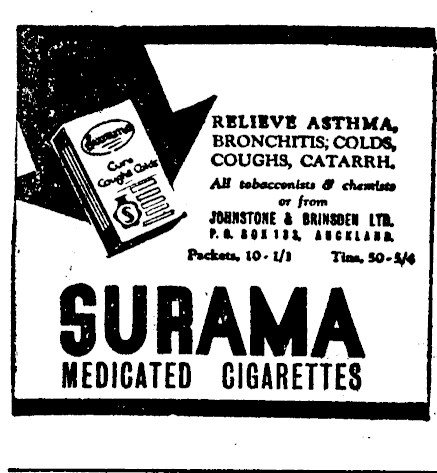 Surama
Cure
Coughs Colds
S
RELIEVE ASTHMA,
BRONCHITIS; COLDS,
COUGHS, CATARRH.
All tobacconists & chemists
or from
JOHNSTONE & BRINSDEN LTD.
P.O. BOX 133, AUCKLAND.
Packets, 10 - 1/1 Tins, 50 - 5/4
SURAMA
MEDICATED CIGARETTES